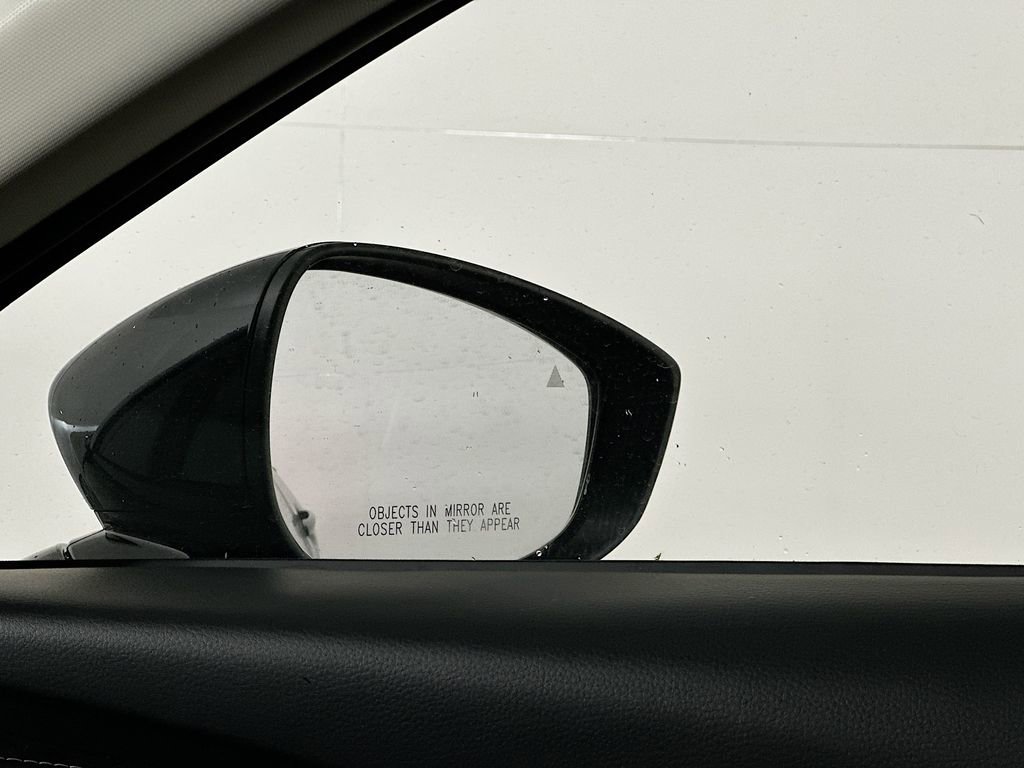 OBJECTS IN MIRROR ARE
CLOSER THAN THEY APPEAR